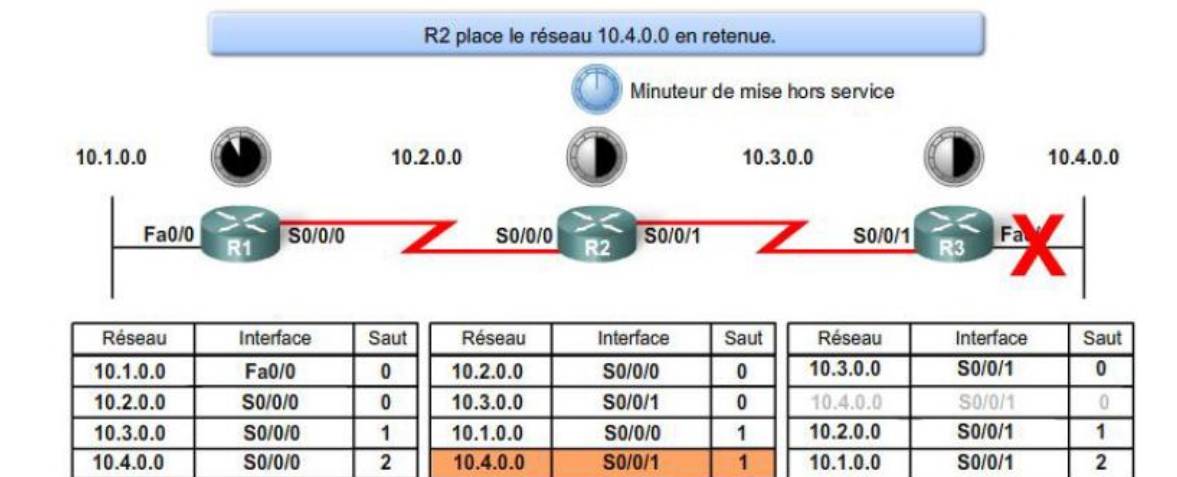 R2 place le réseau 10.4.0.0 en retenue.
Minuteur de mise hors service
10.1.0.0 10.2.0.0 10.3.0.0 10.4.0.0
Fa0/0 R1 S0/0/0 S0/0/0 R2 S0/0/1 S0/0/1 R3
Réseau Interface Saut Réseau Interface Saut Réseau Interface Saut
10.1.0.0 Fa0/0 0 10.2.0.0 S0/0/0 0 10.3.0.0 S0/0/1 0
10.2.0.0 S0/0/0 0 10.3.0.0 S0/0/1 0 10.4.0.0 S0/0/1 0
10.3.0.0 S0/0/0 1 10.1.0.0 S0/0/0 1 10.2.0.0 S0/0/1 1
10.4.0.0 S0/0/0 2 10.4.0.0 S0/0/1 1 10.1.0.0 S0/0/1 2